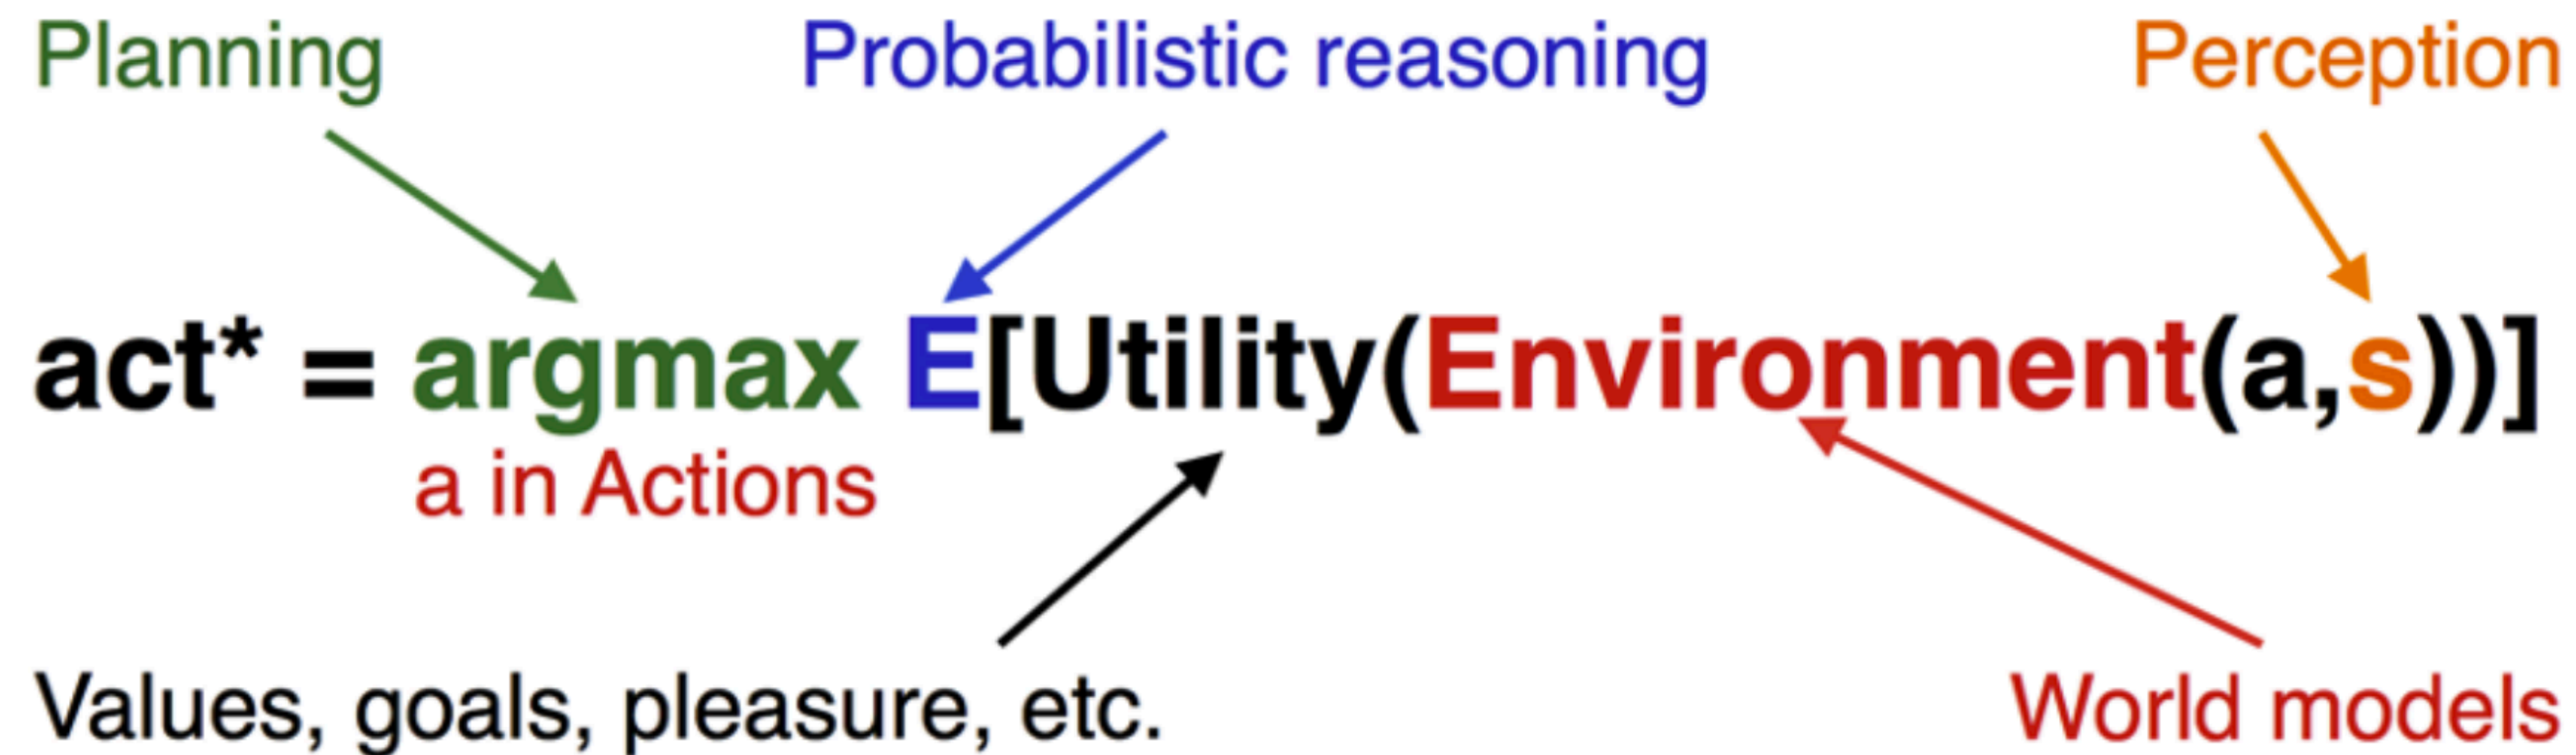 Planning
Probabilistic reasoning
Perception
act* = argmax E[Utility(Environment(a,s))]
a in Actions
Values, goals, pleasure, etc.
World models